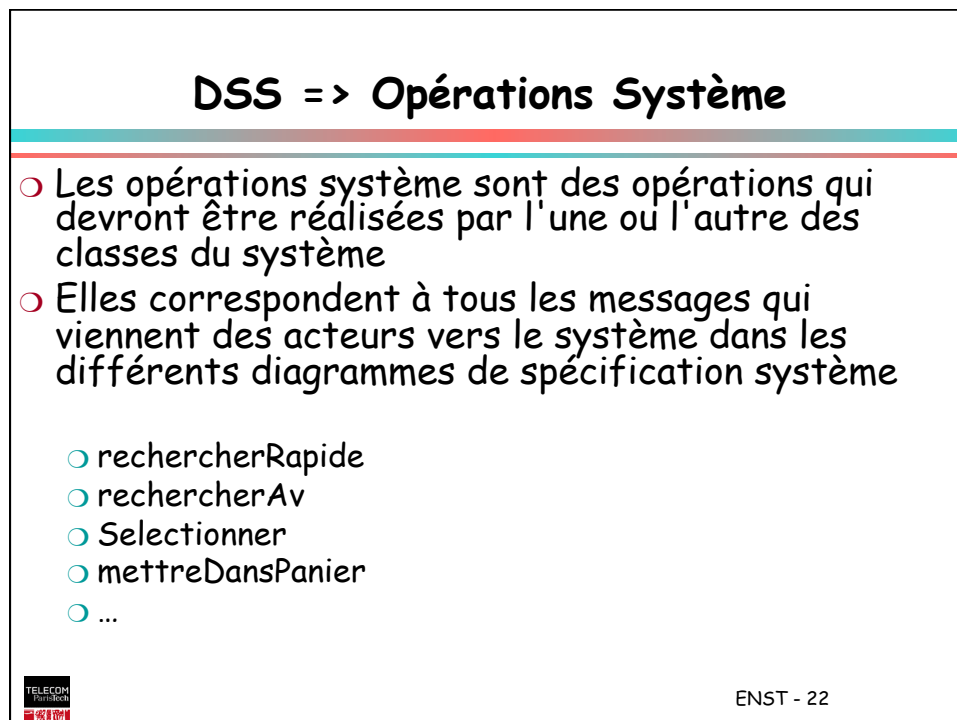 DSS => Opérations Système
❍ Les opérations système sont des opérations qui
devront être réalisées par l'une ou l'autre des
classes du système
❍ Elles correspondent à tous les messages qui
viennent des acteurs vers le système dans les
différents diagrammes de spécification système
❍ rechercherRapide
❍ rechercherAv
❍ Selectionner
❍ mettreDansPanier
❍ …
TELECOM
ParisTech
ENST - 22